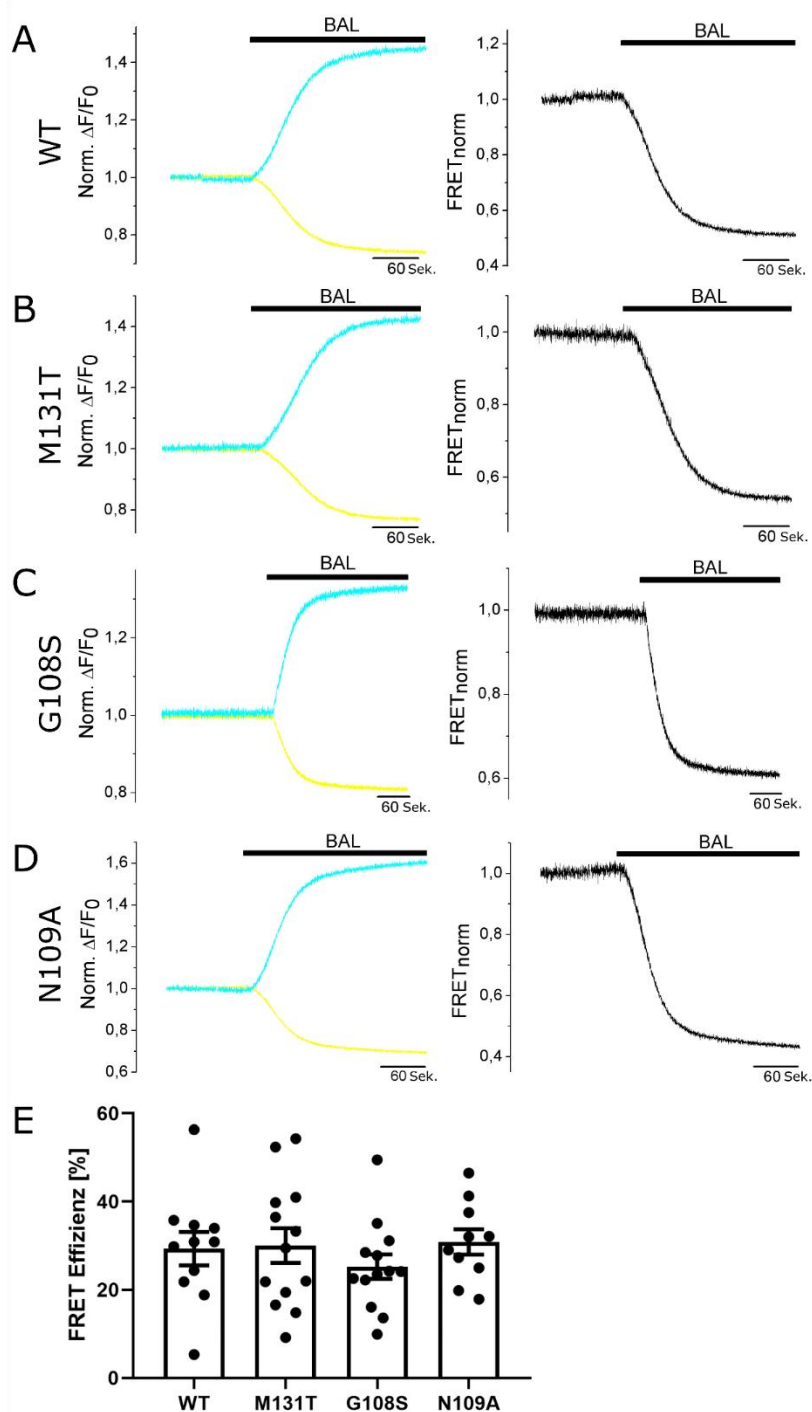 A
WT
Norm. ΔF/F0
1,4
1,2
1,0
0,8
BAL
60 Sek.
FRETnorm
1,2
1,0
0,8
0,6
0,4
BAL
60 Sek.
B
M131T
Norm. ΔF/F0
1,4
1,2
1,0
0,8
BAL
60 Sek.
FRETnorm
1,0
0,8
0,6
BAL
60 Sek.
C
G108S
Norm. ΔF/F0
1,2
1,0
0,8
BAL
60 Sek.
FRETnorm
1,0
0,8
0,6
BAL
60 Sek.
D
N109A
Norm. ΔF/F0
1,6
1,4
1,2
1,0
0,8
0,6
BAL
60 Sek.
FRETnorm
1,0
0,8
0,6
0,4
BAL
60 Sek.
E
FRET Effizienz [%]
60
40
20
0
WT M131T G108S N109A